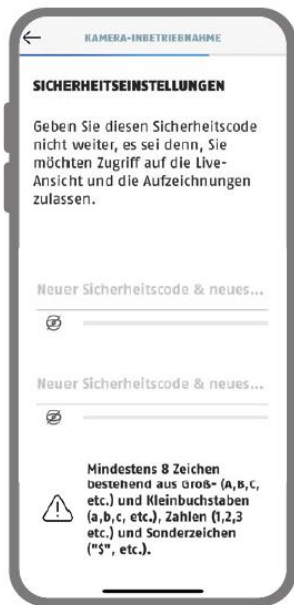 KAMERA-INBETRIEBNAHME
SICHERHEITSEINSTELLUNGEN
Geben Sie diesen Sicherheitscode
nicht weiter, es sei denn, Sie
möchten Zugriff auf die Live-
Ansicht und die Aufzeichnungen
zulassen.
Neuer Sicherheitscode & neues...
Neuer Sicherheitscode & neues...
Mindestens 8 Zeichen
bestehend aus Groß- (A,B,C,
etc.) und Kleinbuchstaben
(a,b,c, etc.), Zahlen (1,2,3
etc.) und Sonderzeichen
("$", etc.).